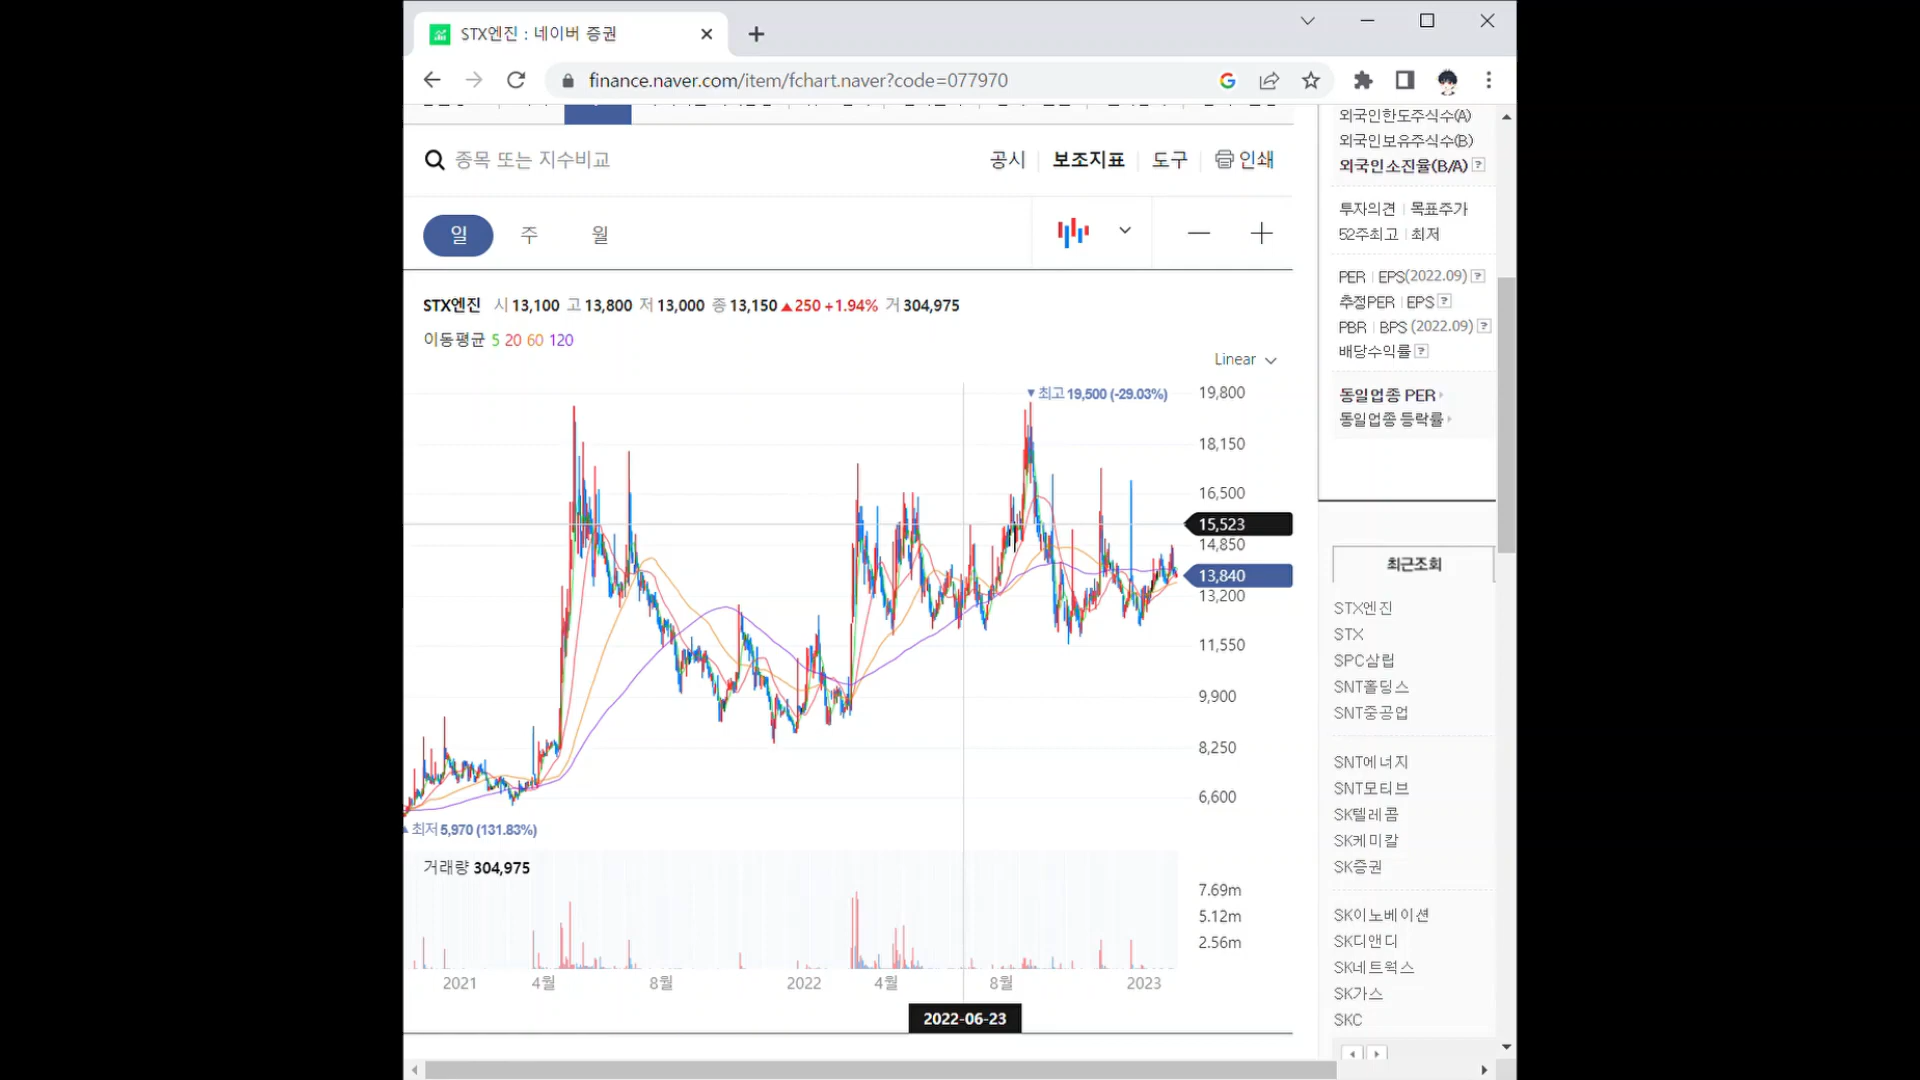 STX엔진 : 네이버 증권
finance.naver.com/item/fchart.naver?code=077970
종목 또는 지수비교
공시 보조지표 도구 인쇄
일 주 월
STX엔진 시 13,100 고 13,800 저 13,000 종 13,150 ▲250 +1.94% 거 304,975
이동평균 5 20 60 120
Linear
▼최고 19,500 (-29.03%)
19,800
18,150
16,500
15,523
14,850
13,840
13,200
11,550
9,900
8,250
6,600
▲최저 5,970 (131.83%)
거래량 304,975
7.69m
5.12m
2.56m
2021 4월 8월 2022 4월 8월 2023
2022-06-23
외국인한도주식수(A)
외국인보유주식수(B)
외국인소진율(B/A) ?
투자의견 | 목표주가
52주최고 | 최저
PER | EPS(2022.09) ?
추정PER | EPS ?
PBR | BPS (2022.09) ?
배당수익률 ?
동일업종 PER
동일업종 등락률
최근조회
STX엔진
STX
SPC삼립
SNT홀딩스
SNT중공업
SNT에너지
SNT모티브
SK텔레콤
SK케미칼
SK증권
SK이노베이션
SK디앤디
SK네트웍스
SK가스
SKC